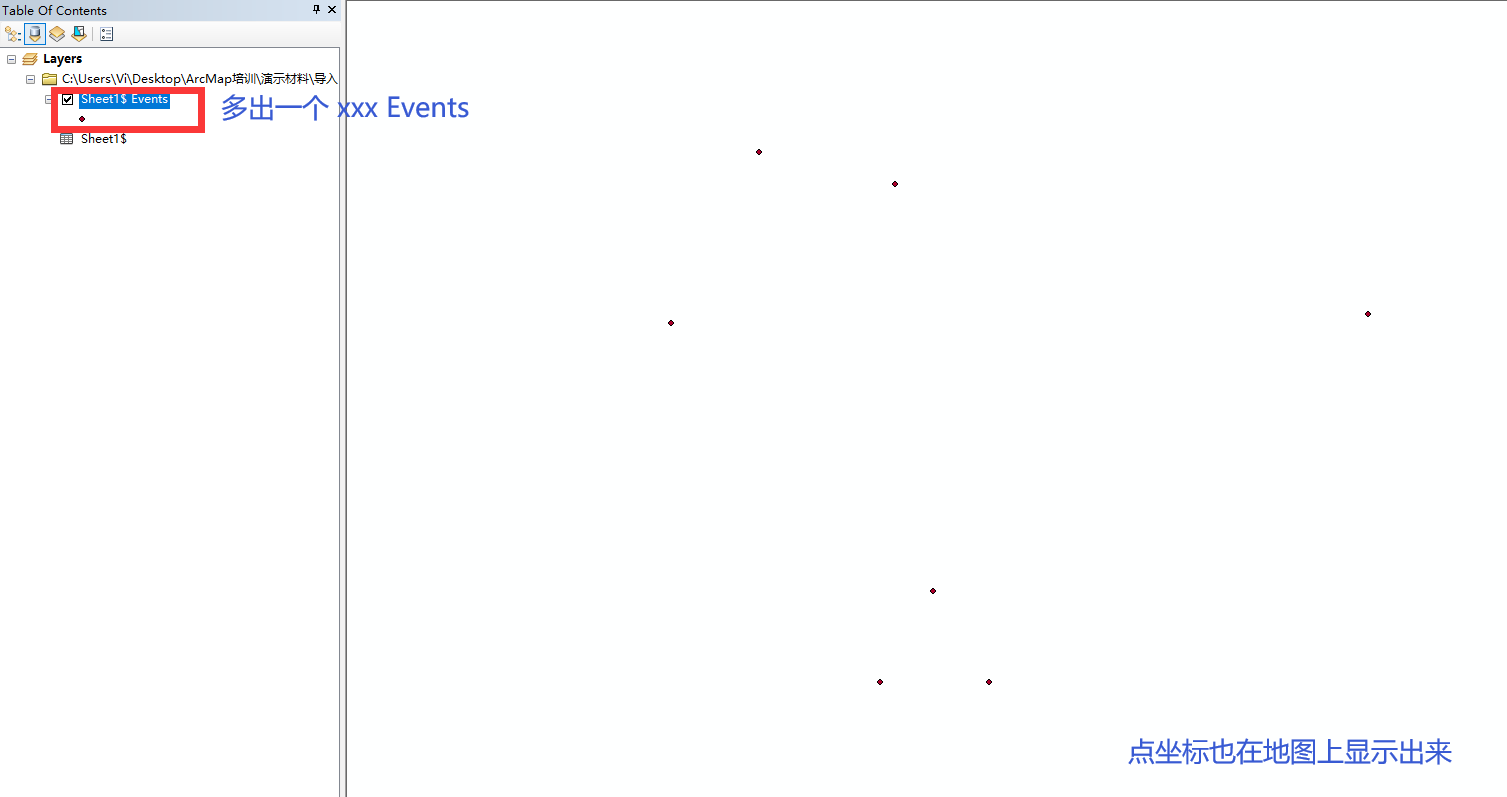 Table Of Contents
Layers
C:\Users\Vi\Desktop\ArcMap培训\演示材料\导入
Sheet1$ Events
多出一个 xxx Events
Sheet1$
点坐标也在地图上显示出来